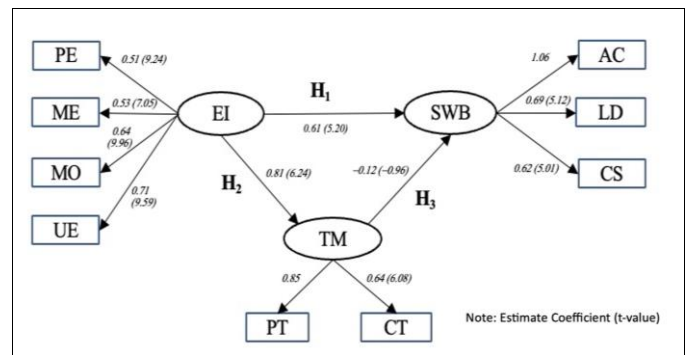 PE
0.51 (9.24)
1.06
AC
H₁
ME
0.53 (7.05)
EI
SWB
0.69 (5.12)
LD
0.61 (5.20)
0.64
(9.96)
MO
0.81 (6.24)
−0.12 (−0.96)
0.62 (5.01)
CS
H₂
H₃
0.71
(9.59)
UE
TM
0.85
0.64 (6.08)
PT
CT
Note: Estimate Coefficient (t-value)